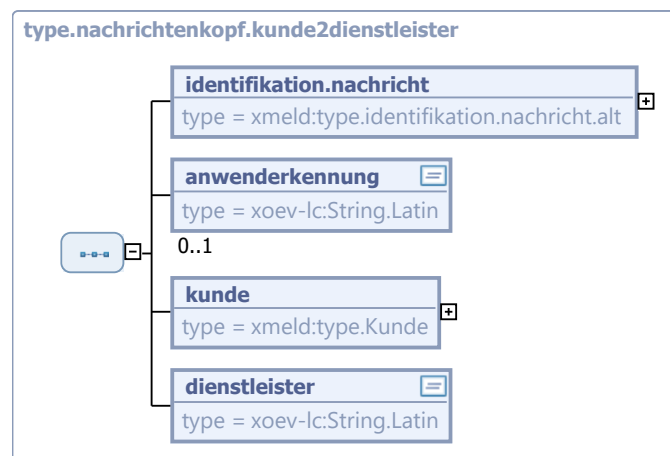 type.nachrichtenkopf.kunde2dienstleister
identifikation.nachricht
type = xmeld:type.identifikation.nachricht.alt
anwenderkennung
type = xoev-lc:String.Latin
0..1
kunde
type = xmeld:type.Kunde
dienstleister
type = xoev-lc:String.Latin